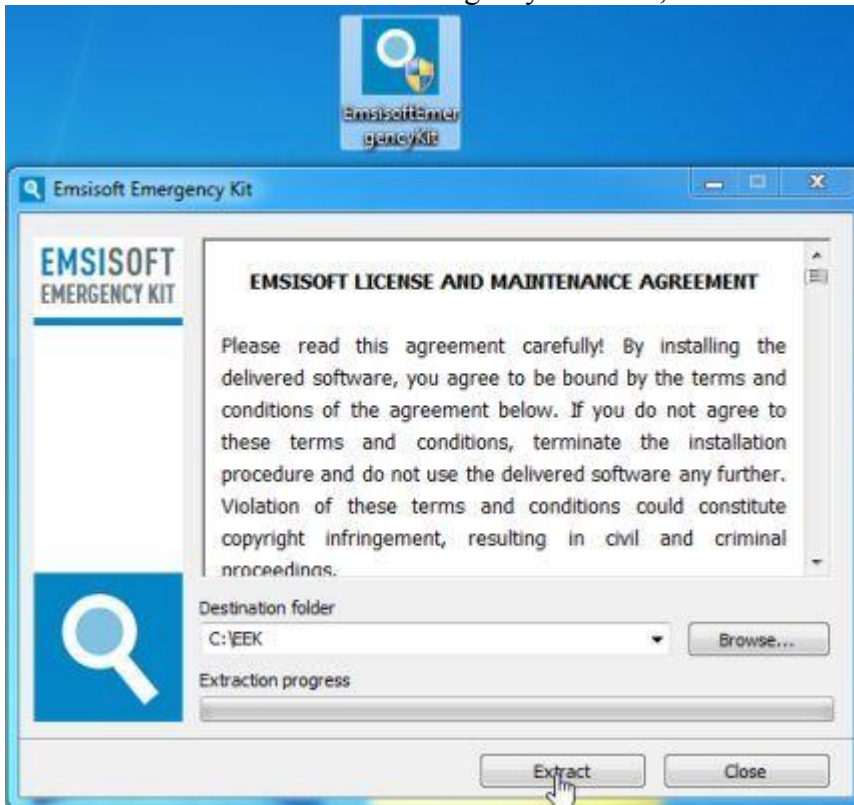 EmsisoftEmer
gencyKit
Emsisoft Emergency Kit
EMSISOFT
EMERGENCY KIT
EMSISOFT LICENSE AND MAINTENANCE AGREEMENT
Please read this agreement carefully! By installing the
delivered software, you agree to be bound by the terms and
conditions of the agreement below. If you do not agree to
these terms and conditions, terminate the installation
procedure and do not use the delivered software any further.
Violation of these terms and conditions could constitute
copyright infringement, resulting in civil and criminal
proceedings.
Destination folder
C:\EEK
Browse...
Extraction progress
Extract
Close